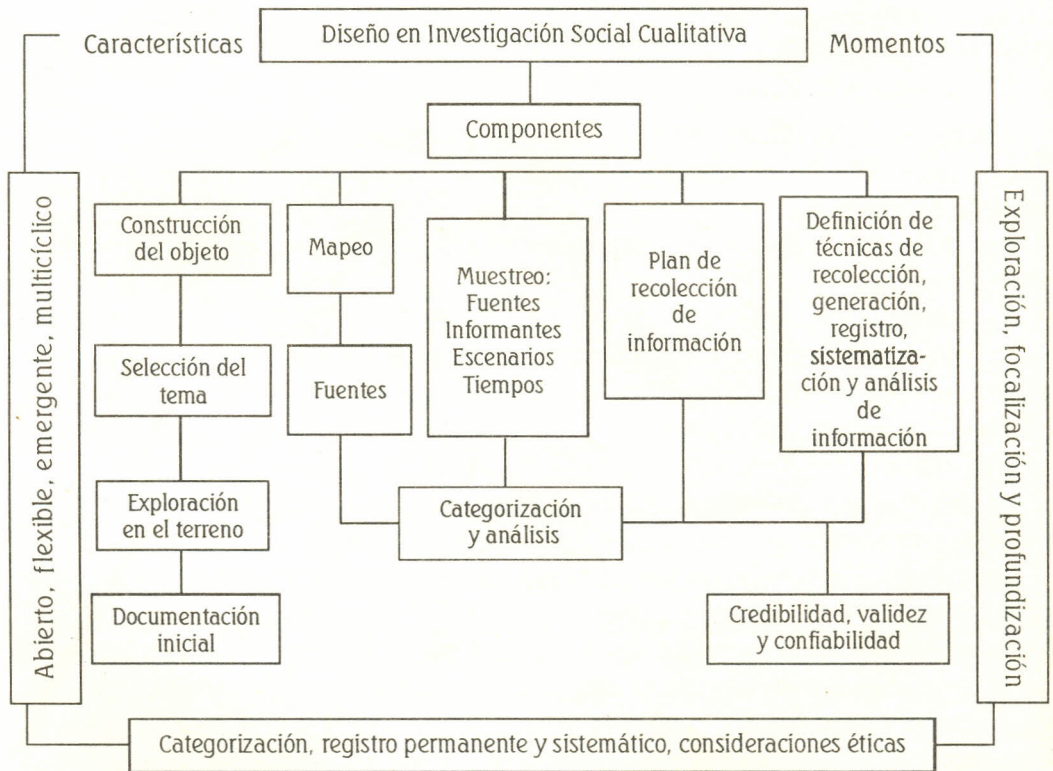 Características
Diseño en Investigación Social Cualitativa
Momentos
Componentes
Abierto, flexible, emergente, multicíclico
Construcción
del objeto
Selección del
tema
Exploración
en el terreno
Documentación
inicial
Mapeo
Fuentes
Muestreo:
Fuentes
Informantes
Escenarios
Tiempos
Plan de
recolección
de
información
Definición de
técnicas de
recolección,
generación,
registro,
sistematiza-
ción y análisis
de
información
Categorización
y análisis
Credibilidad, validez
y confiabilidad
Exploración, focalización y profundización
Categorización, registro permanente y sistemático, consideraciones éticas